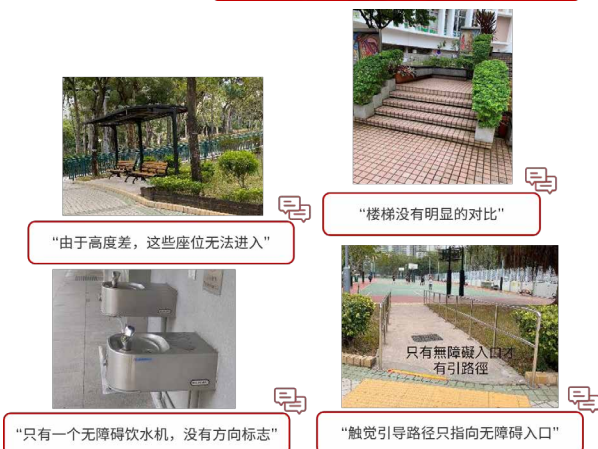 “楼梯没有明显的对比”
“由于高度差，这些座位无法进入”
只有無障礙入口才
有引路徑
“只有一个无障碍饮水机，没有方向标志”
“触觉引导路径只指向无障碍入口”